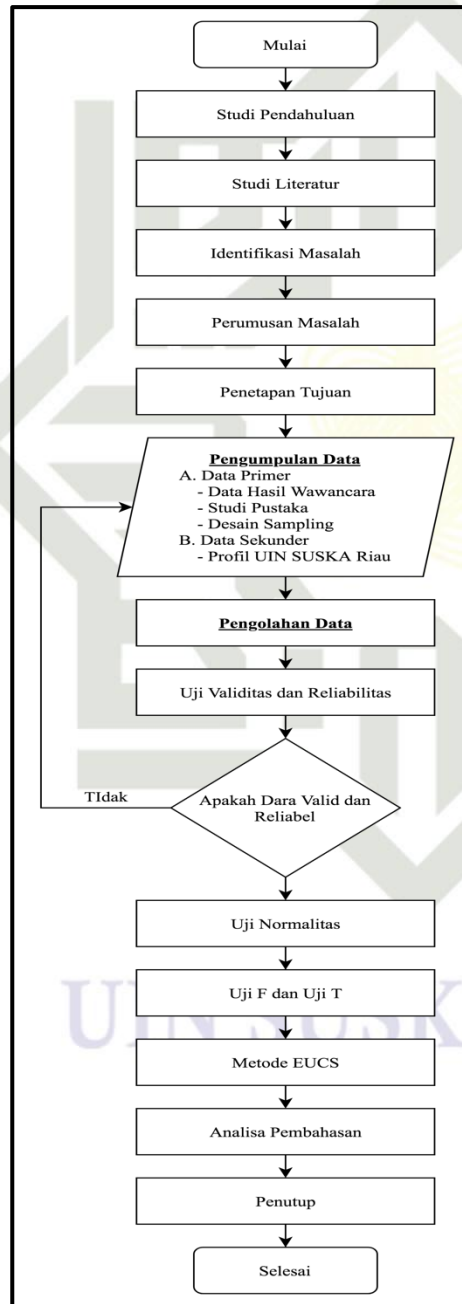 Mulai
Studi Pendahuluan
Studi Literatur
Identifikasi Masalah
Perumusan Masalah
Penetapan Tujuan
Pengumpulan Data
A. Data Primer
- Data Hasil Wawancara
- Studi Pustaka
- Desain Sampling
B. Data Sekunder
- Profil UIN SUSKA Riau
Pengolahan Data
Uji Validitas dan Reliabilitas
TIdak
Apakah Dara Valid dan
Reliabel
Uji Normalitas
Uji F dan Uji T
UIN SUSK
Metode EUCS
Analisa Pembahasan
Penutup
Selesai